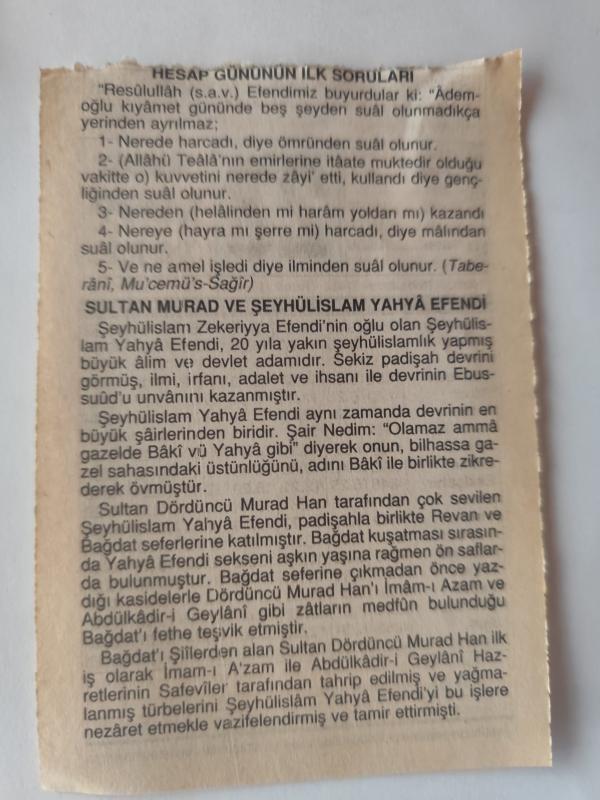 HESAP GÜNÜNÜN İLK SORULARI
"Resûlullâh (s.a.v.) Efendimiz buyurdular ki: "Âdem-
oğlu kıyâmet gününde beş şeyden suâl olunmadıkça
yerinden ayrılmaz;
1- Nerede harcadı, diye ömründen suâl olunur.
2- (Allâhü Teâlâ'nın emirlerine itâate muktedir olduğu
vakitte o) kuvvetini nerede zâyi' etti, kullandı diye genç-
liğinden suâl olunur.
3- Nereden (helâlinden mi harâm yoldan mı) kazandı
4- Nereye (hayra mı şerre mi) harcadı, diye mâlından
suâl olunur.
5- Ve ne amel işledi diye ilminden suâl olunur. (Tabe-
rânî, Mu'cemü's-Sağîr)
SULTAN MURAD VE ŞEYHÜLİSLAM YAHYÂ EFENDİ
Şeyhülislam Zekeriyya Efendi'nin oğlu olan Şeyhülis-
lam Yahyâ Efendi, 20 yıla yakın şeyhülislamlık yapmış
büyük âlim ve devlet adamıdır. Sekiz padişah devrini
görmüş, ilmi, irfanı, adalet ve ihsanı ile devrinin Ebus-
suûd'u unvânını kazanmıştır.
Şeyhülislam Yahyâ Efendi aynı zamanda devrinin en
büyük şâirlerinden biridir. Şair Nedim: "Olamaz ammâ
gazelde Bâki vü Yahyâ gibi" diyerek onun, bilhassa ga-
zel sahasındaki üstünlüğünü, adını Bâki ile birlikte zikre-
derek övmüştür.
Sultan Dördüncü Murad Han tarafından çok sevilen
Şeyhülislam Yahyâ Efendi, padişahla birlikte Revan ve
Bağdat seferlerine katılmıştır. Bağdat kuşatması sırasın-
da Yahyâ Efendi sekseni aşkın yaşına rağmen ön saflar-
da bulunmuştur. Bağdat seferine çıkmadan önce yaz-
dığı kasidelerle Dördüncü Murad Han'ı İmâm-ı Azam ve
Abdülkâdir-i Geylânî gibi zâtların medfûn bulunduğu
Bağdat'ı fethe teşvik etmiştir.
Bağdat'ı Şiîlerden alan Sultan Dördüncü Murad Han ilk
iş olarak İmam-ı A'zam ile Abdülkâdir-i Geylânî Haz-
retlerinin Safevîler tarafından tahrip edilmiş ve yağma-
lanmış türbelerini Şeyhülislâm Yahyâ Efendi'yi bu işlere
nezâret etmekle vazifelendirmiş ve tamir ettirmişti.